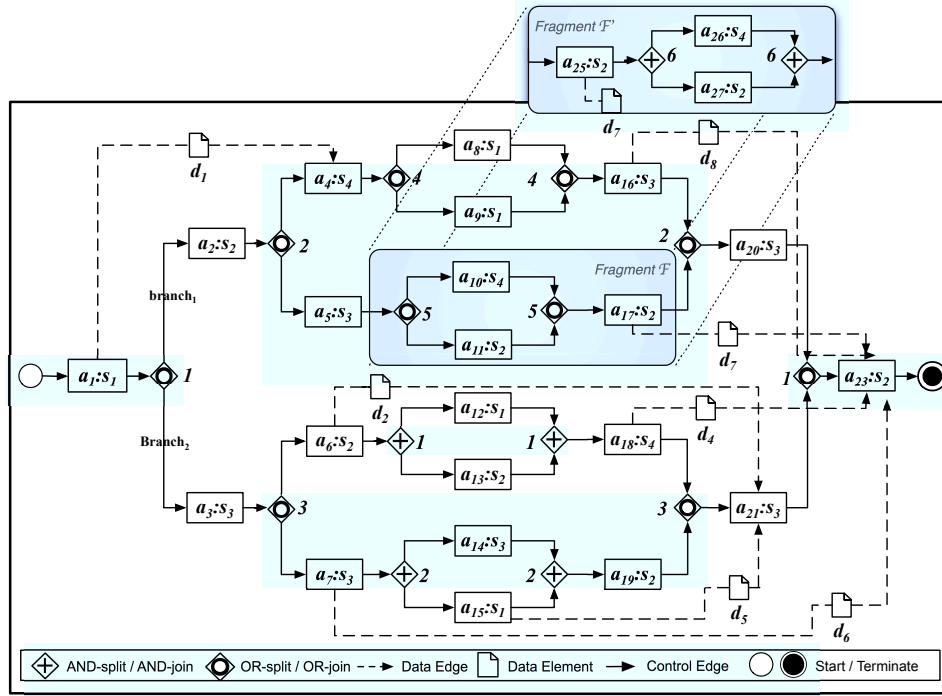 Fragment F'
a26:s4
a25:s2
6
6
a27:s2
d7
d1
a8:s1
d8
a4:s4
4
4
a16:s3
a9:s1
a2:s2
2
2
a20:s3
Fragment F
a10:s4
branch1
a5:s3
5
5
a17:s2
a11:s2
d7
a1:s1
1
1
a23:s2
d2
a12:s1
d4
Branch2
a6:s2
1
1
a18:s4
a13:s2
a3:s3
3
3
a21:s3
a14:s3
a7:s3
2
2
a19:s2
a15:s1
d5
d6
AND-split / AND-join OR-split / OR-join Data Edge Data Element Control Edge Start / Terminate